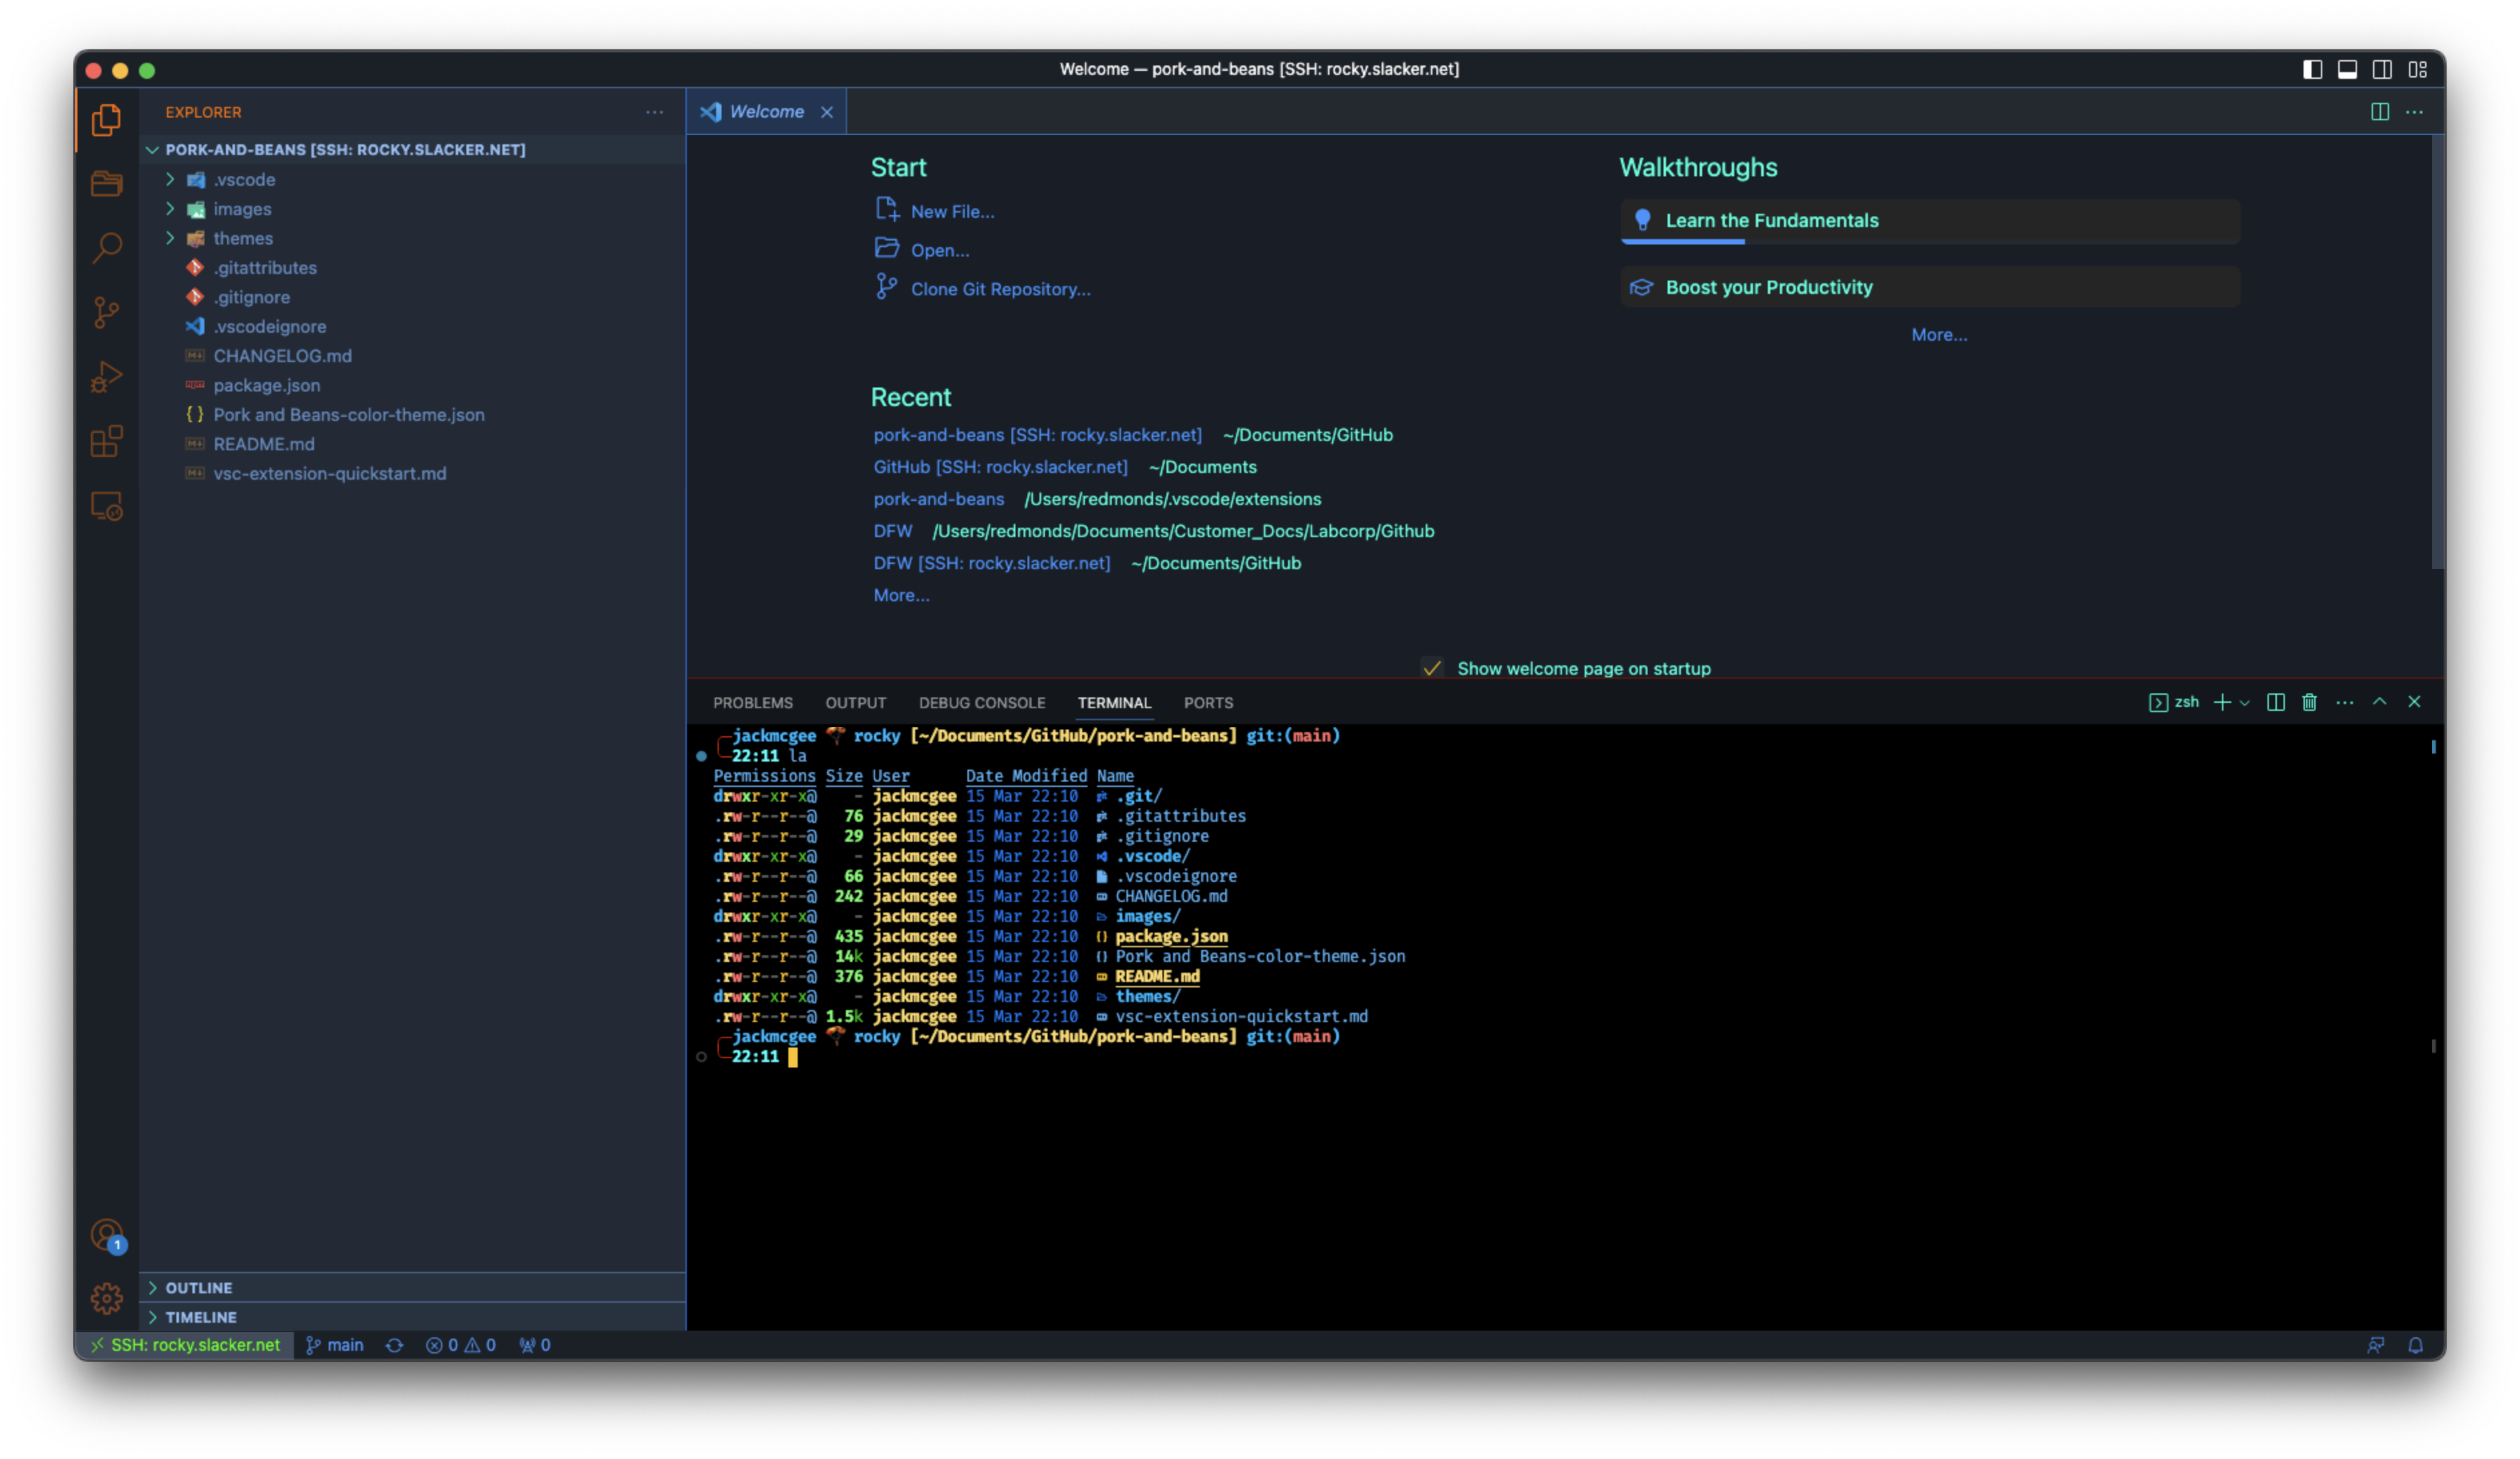 Welcome — pork-and-beans [SSH: rocky.slacker.net]
EXPLORER
PORK-AND-BEANS [SSH: ROCKY.SLACKER.NET]
.vscode
images
themes
.gitattributes
.gitignore
.vscodeignore
CHANGELOG.md
package.json
Pork and Beans-color-theme.json
README.md
vsc-extension-quickstart.md
OUTLINE
TIMELINE
Welcome
Start
New File...
Open...
Clone Git Repository...
Recent
pork-and-beans [SSH: rocky.slacker.net] ~/Documents/GitHub
GitHub [SSH: rocky.slacker.net] ~/Documents
pork-and-beans /Users/redmonds/.vscode/extensions
DFW /Users/redmonds/Documents/Customer_Docs/Labcorp/Github
DFW [SSH: rocky.slacker.net] ~/Documents/GitHub
More...
Walkthroughs
Learn the Fundamentals
Boost your Productivity
More...
Show welcome page on startup
PROBLEMS OUTPUT DEBUG CONSOLE TERMINAL PORTS
zsh
jackmcgee rocky [~/Documents/GitHub/pork-and-beans] git:(main)
22:11 la
Permissions Size User Date Modified Name
drwxr-xr-x@ - jackmcgee 15 Mar 22:10 .git/
.rw-r--r--@ 76 jackmcgee 15 Mar 22:10 .gitattributes
.rw-r--r--@ 29 jackmcgee 15 Mar 22:10 .gitignore
drwxr-xr-x@ - jackmcgee 15 Mar 22:10 .vscode/
.rw-r--r--@ 66 jackmcgee 15 Mar 22:10 .vscodeignore
.rw-r--r--@ 242 jackmcgee 15 Mar 22:10 CHANGELOG.md
drwxr-xr-x@ - jackmcgee 15 Mar 22:10 images/
.rw-r--r--@ 435 jackmcgee 15 Mar 22:10 {} package.json
.rw-r--r--@ 14k jackmcgee 15 Mar 22:10 {} Pork and Beans-color-theme.json
.rw-r--r--@ 376 jackmcgee 15 Mar 22:10 README.md
drwxr-xr-x@ - jackmcgee 15 Mar 22:10 themes/
.rw-r--r--@ 1.5k jackmcgee 15 Mar 22:10 vsc-extension-quickstart.md
jackmcgee rocky [~/Documents/GitHub/pork-and-beans] git:(main)
22:11
1
SSH: rocky.slacker.net main 0 0 0